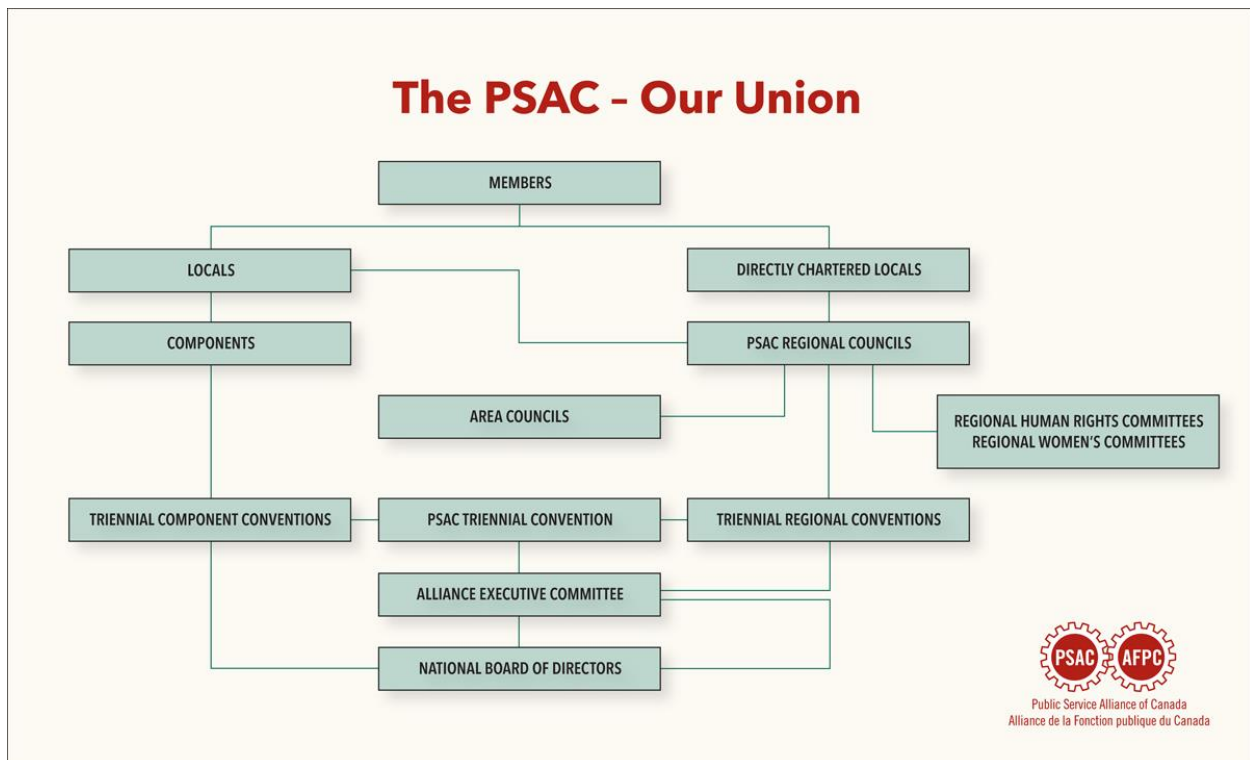 The PSAC – Our Union
MEMBERS
LOCALS
DIRECTLY CHARTERED LOCALS
COMPONENTS
PSAC REGIONAL COUNCILS
AREA COUNCILS
REGIONAL HUMAN RIGHTS COMMITTEES
REGIONAL WOMEN'S COMMITTEES
TRIENNIAL COMPONENT CONVENTIONS
PSAC TRIENNIAL CONVENTION
TRIENNIAL REGIONAL CONVENTIONS
ALLIANCE EXECUTIVE COMMITTEE
NATIONAL BOARD OF DIRECTORS
PSAC AFPC
Public Service Alliance of Canada
Alliance de la Fonction publique du Canada